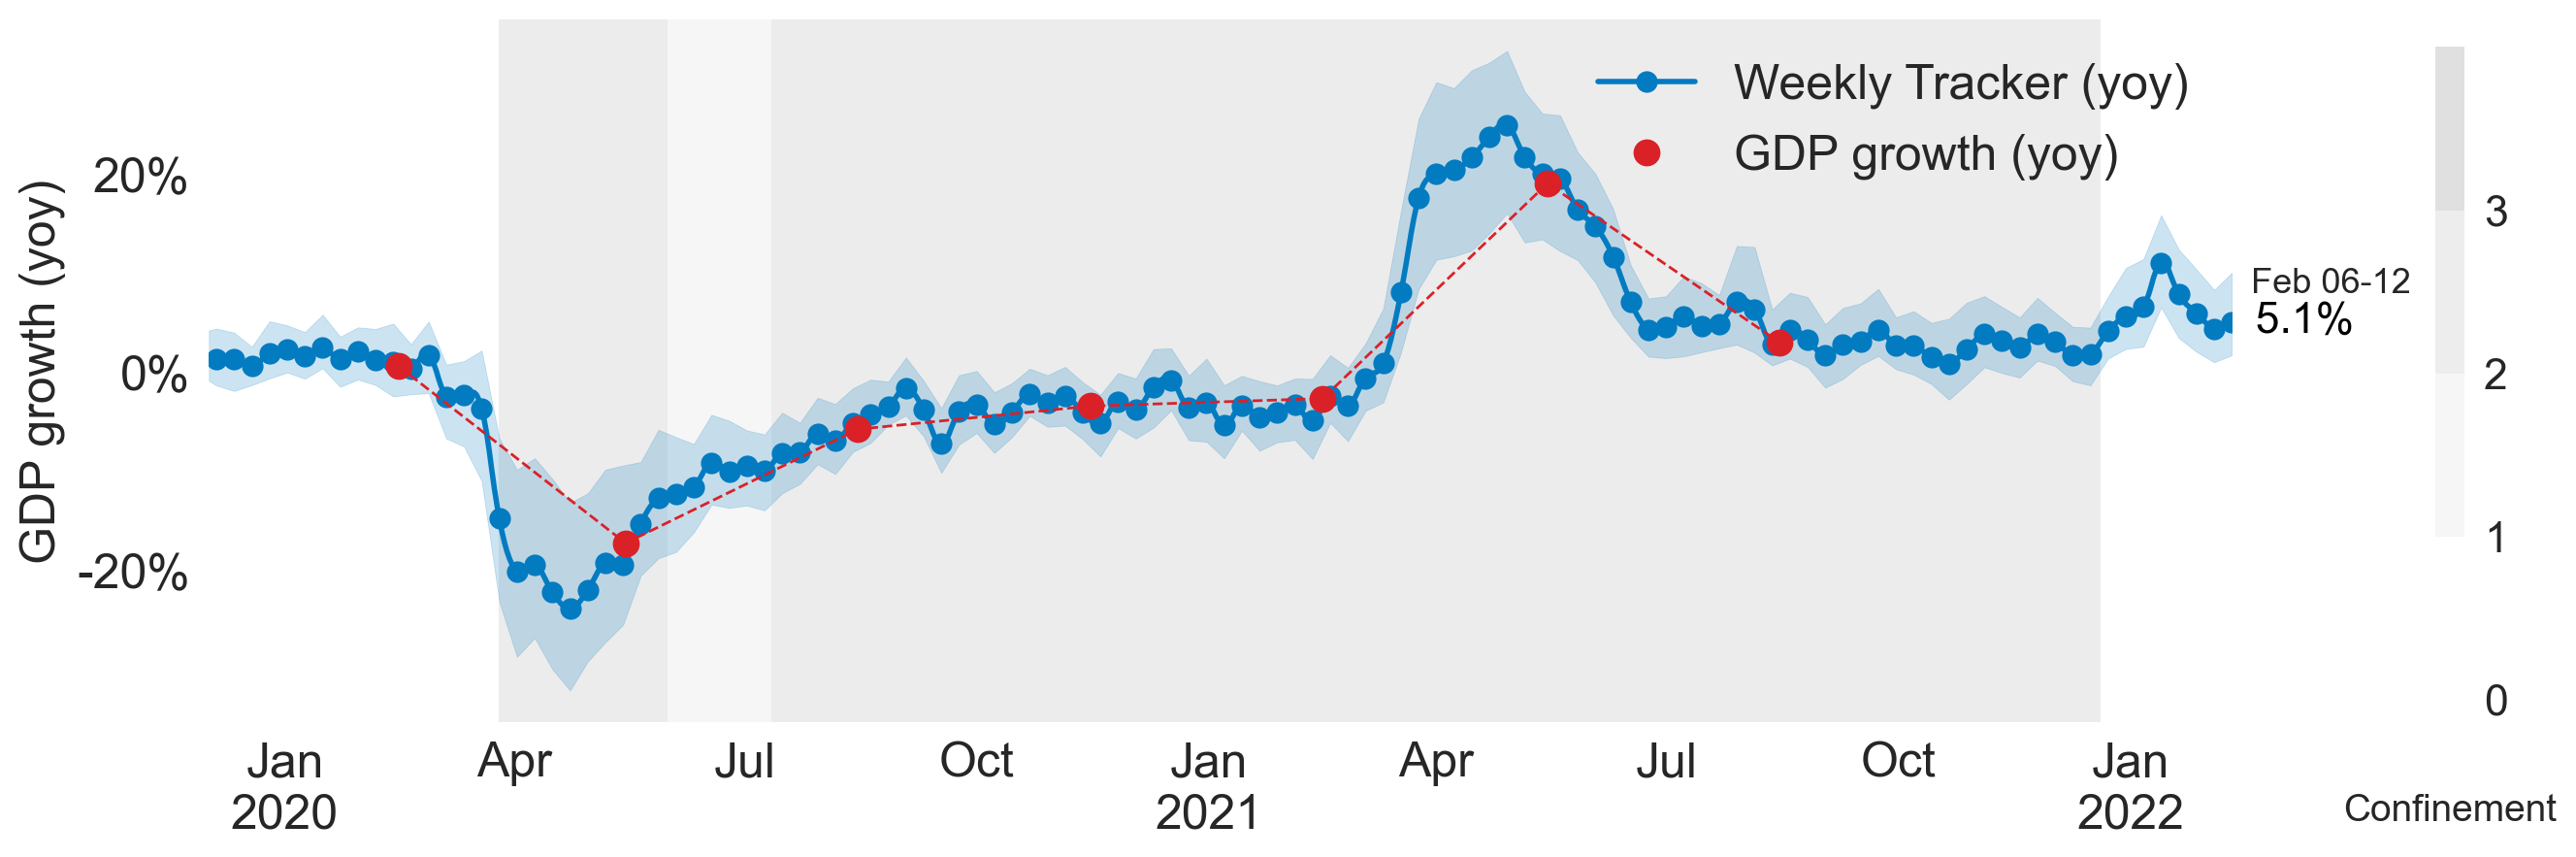 Weekly Tracker (yoy)
GDP growth (yoy)
GDP growth (yoy)
20%
0%
-20%
Feb 06-12
5.1%
3
2
1
0
Jan Apr Jul Oct Jan Apr Jul Oct Jan
2020 2021 2022
Confinement